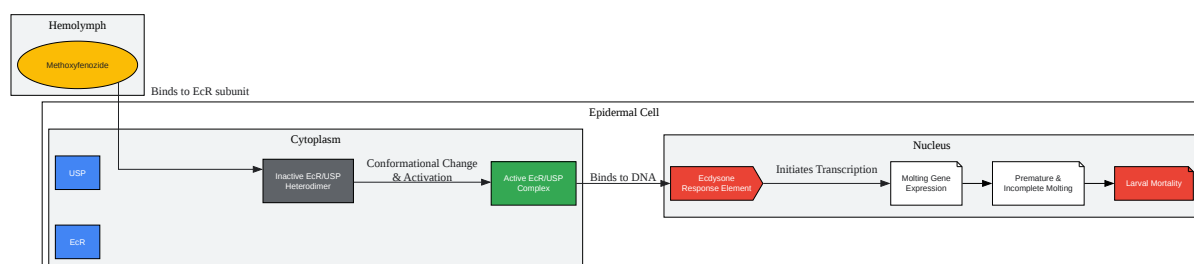 Hemolymph
Methoxyfenozide
Binds to EcR subunit
Epidermal Cell
Cytoplasm
USP
EcR
Inactive EcR/USP
Heterodimer
Conformational Change
& Activation
Active EcR/USP
Complex
Binds to DNA
Nucleus
Ecdysone
Response Element
Initiates Transcription
Molting Gene
Expression
Premature &
Incomplete Molting
Larval Mortality